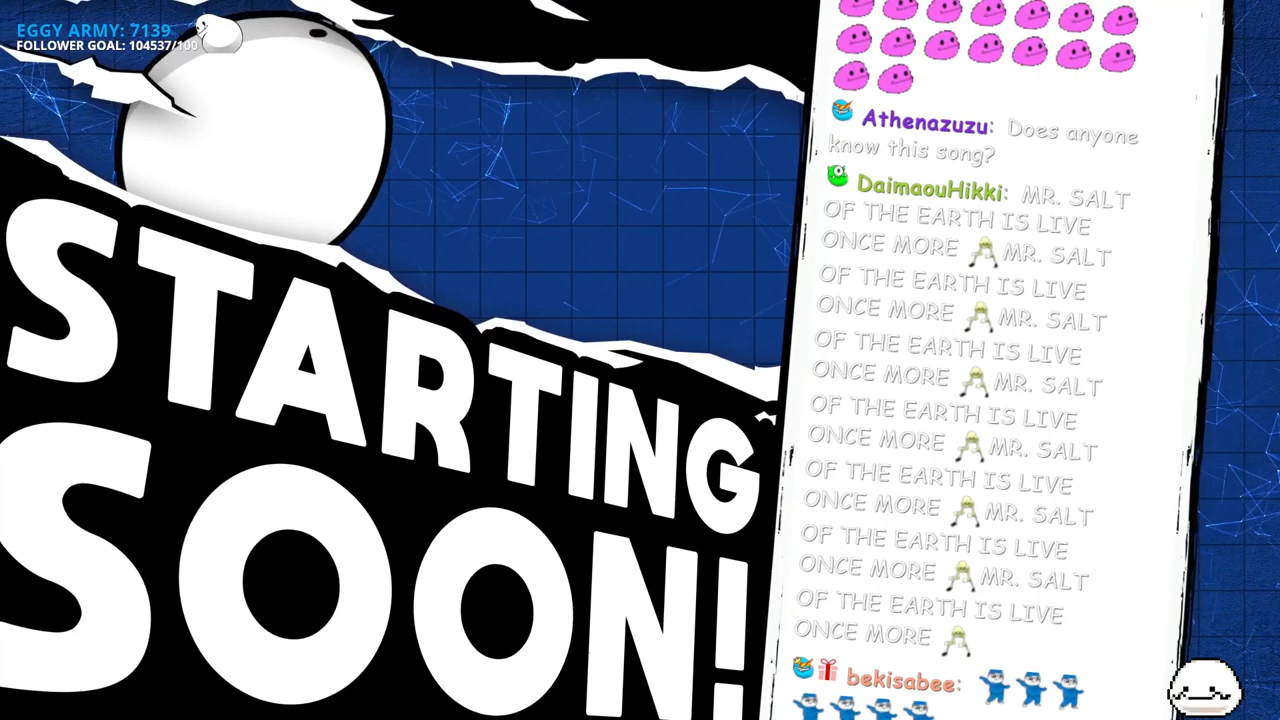 EGGY ARMY: 7139
FOLLOWER GOAL: 104537/100
STARTING
SOON!
Athenazuzu: Does anyone
know this song?
DaimaouHikki: MR. SALT
OF THE EARTH IS LIVE
ONCE MORE MR. SALT
OF THE EARTH IS LIVE
ONCE MORE MR. SALT
OF THE EARTH IS LIVE
ONCE MORE MR. SALT
OF THE EARTH IS LIVE
ONCE MORE MR. SALT
OF THE EARTH IS LIVE
ONCE MORE MR. SALT
OF THE EARTH IS LIVE
ONCE MORE MR. SALT
OF THE EARTH IS LIVE
ONCE MORE
bekisabee: